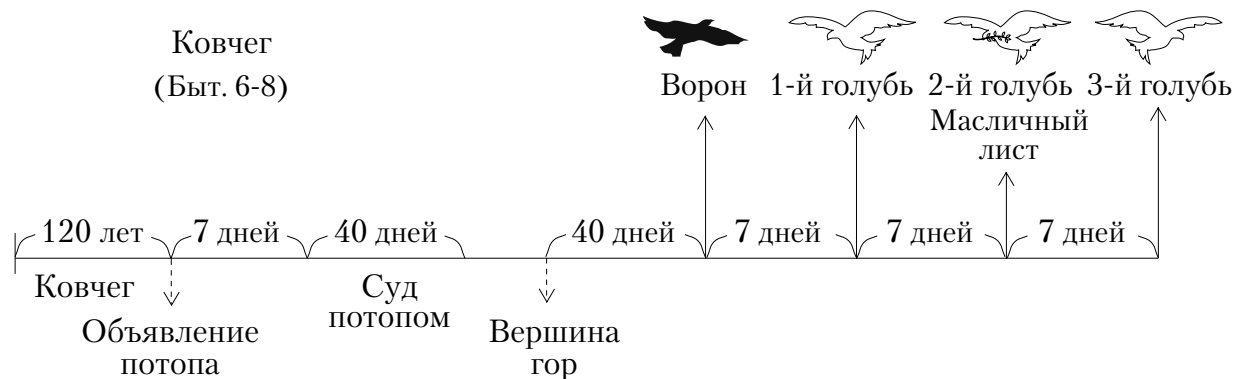 Ковчег
(Быт. 6-8)
Ворон 1-й голубь 2-й голубь 3-й голубь
Масличный
лист
120 лет 7 дней 40 дней 40 дней 7 дней 7 дней 7 дней
Ковчег
Объявление
потопа
Суд
потопом
Вершина
гор